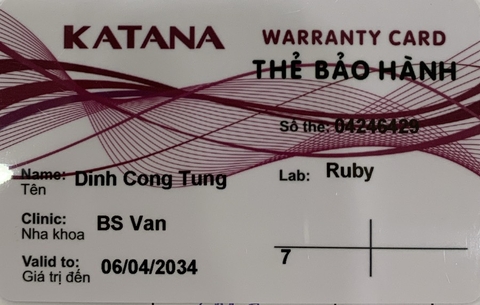 KATANA
WARRANTY CARD
THẺ BẢO HÀNH
Số thẻ: 04246429
Name: Dinh Cong Tung
Tên
Lab: Ruby
Clinic: BS Van
Nha khoa
Valid to: 06/04/2034
Giá trị đến
7